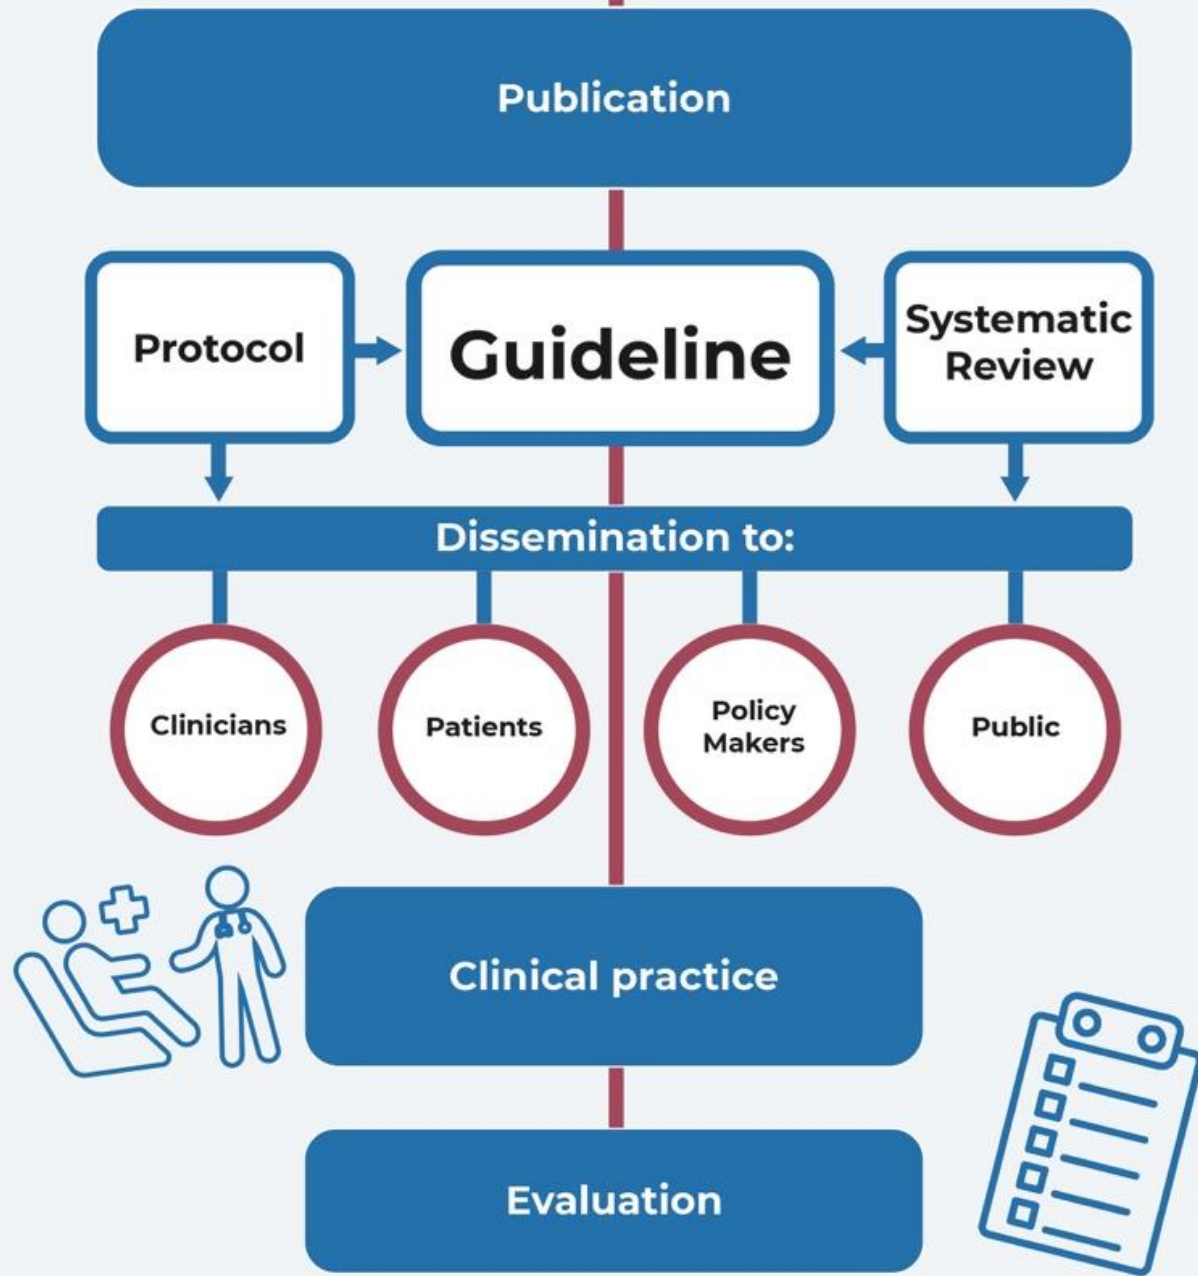 Publication
Protocol
Guideline
Systematic
Review
Dissemination to:
Clinicians
Patients
Policy
Makers
Public
Clinical practice
Evaluation